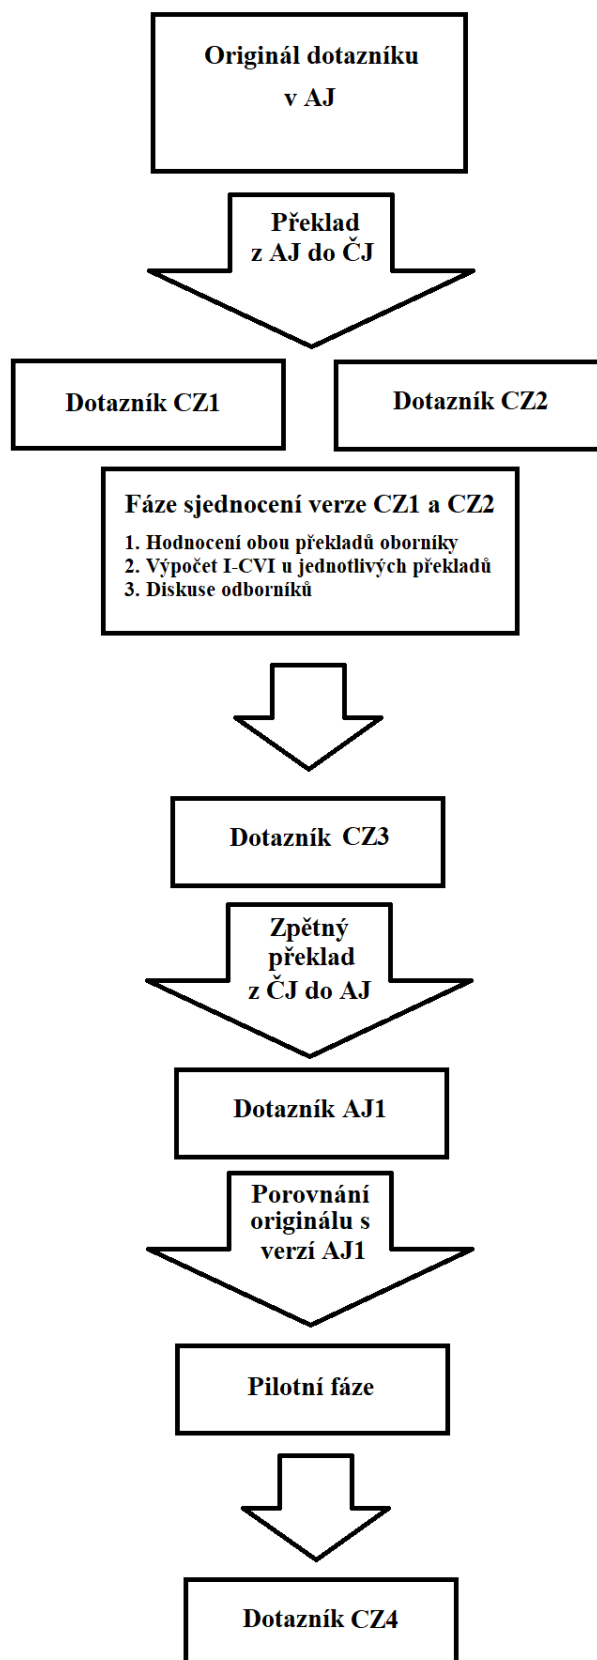 Originál dotazníku
v AJ
Překlad
z AJ do ČJ
Dotazník CZ1
Dotazník CZ2
Fáze sjednocení verze CZ1 a CZ2
1. Hodnocení obou překladů oborníky
2. Výpočet I-CVI u jednotlivých překladů
3. Diskuse odborníků
Dotazník CZ3
Zpětný
překlad
z ČJ do AJ
Dotazník AJ1
Porovnání
originálu s
verzí AJ1
Pilotní fáze
Dotazník CZ4